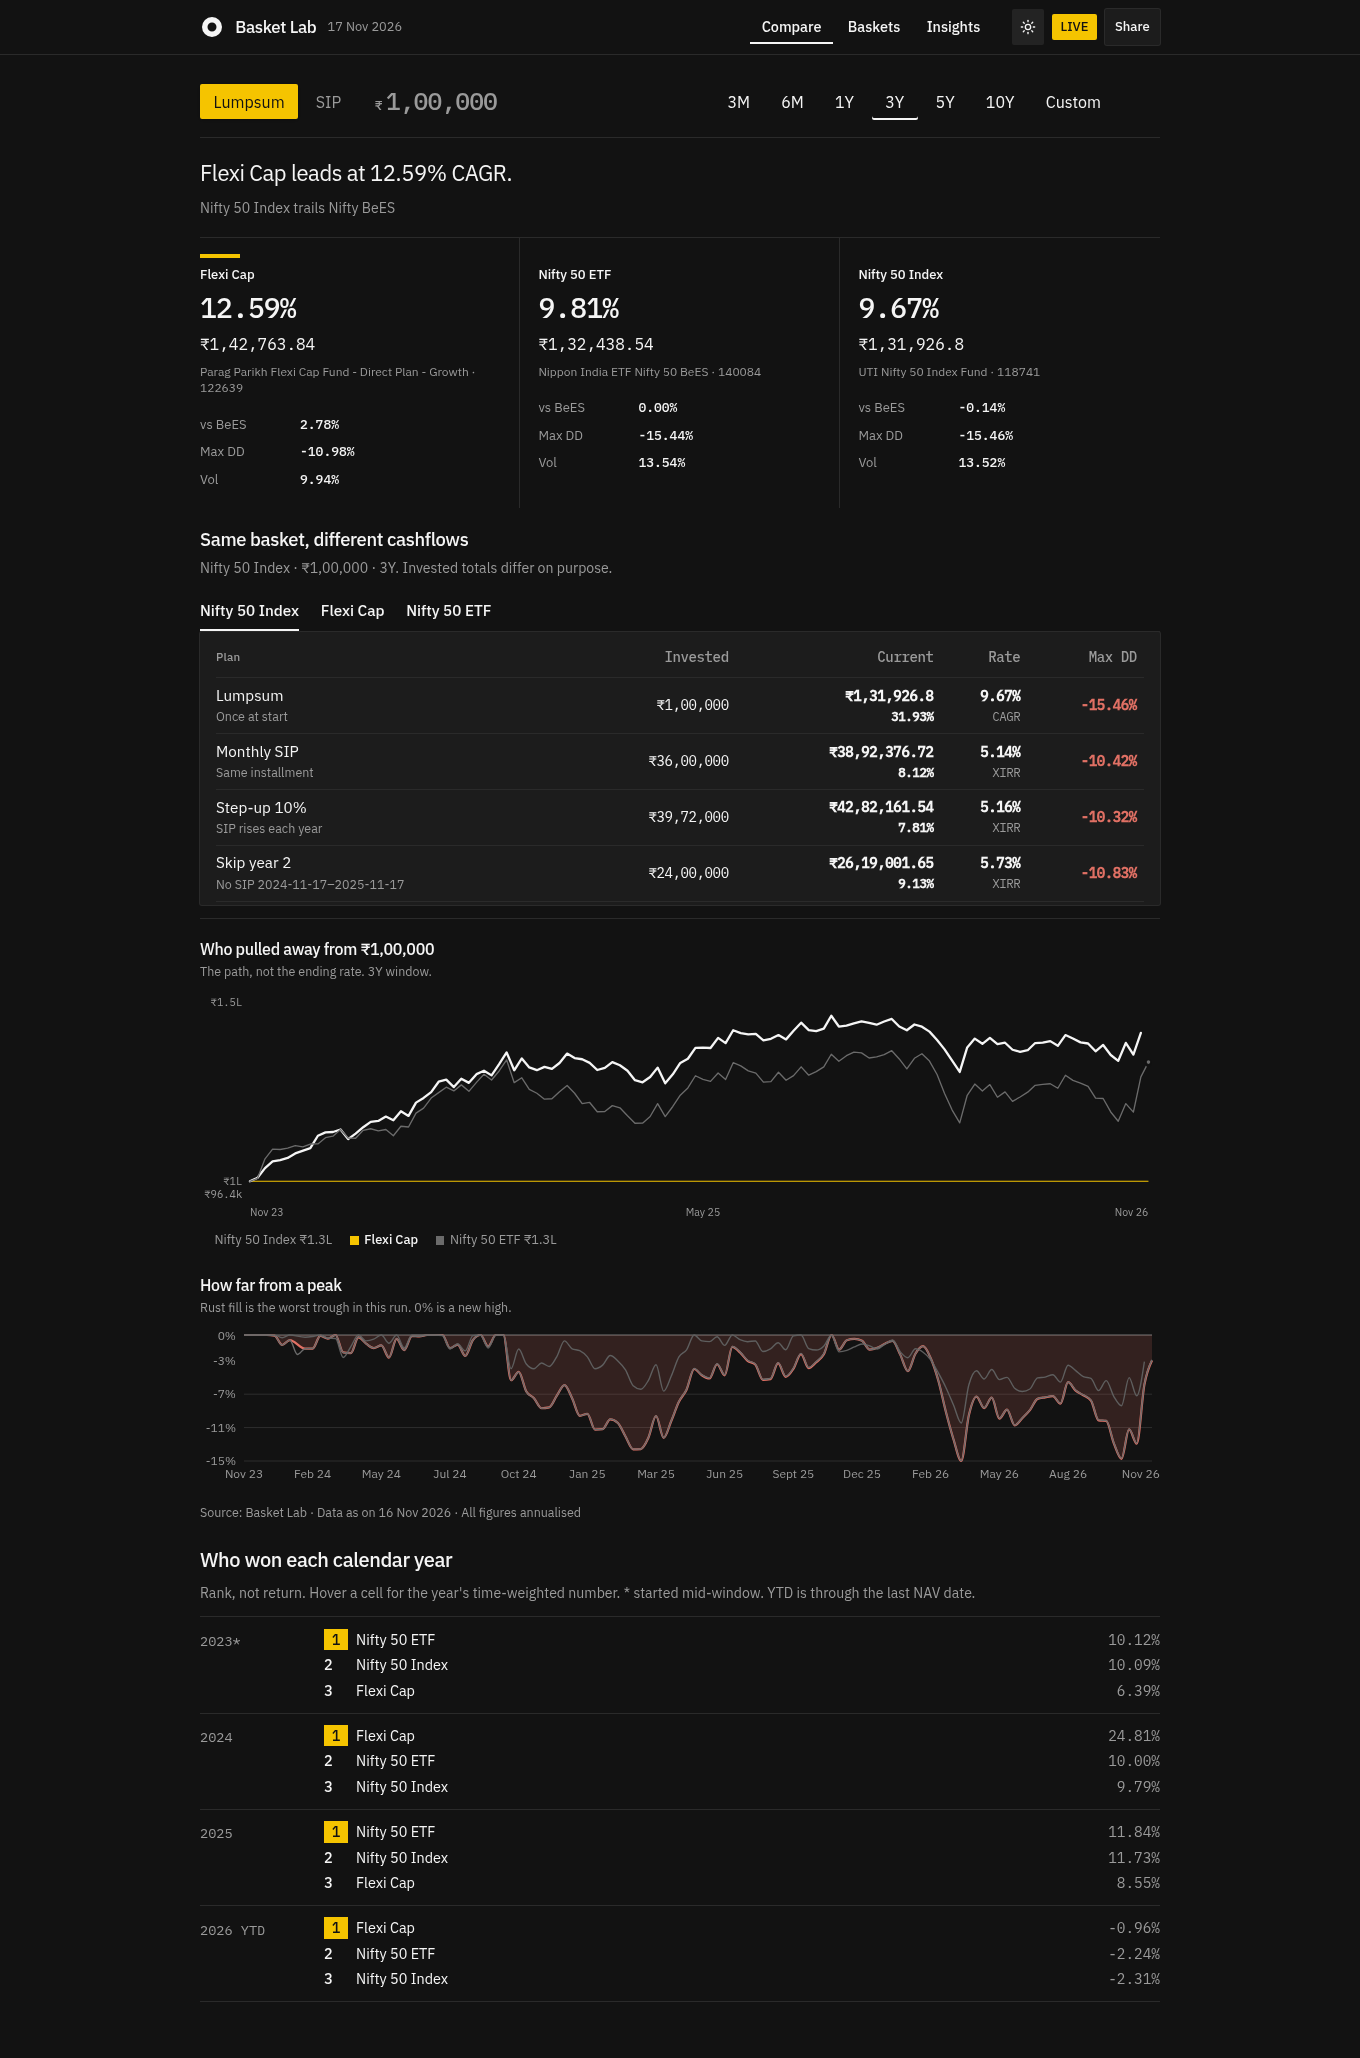 Basket Lab 17 Nov 2026 Compare Baskets Insights LIVE Share
Lumpsum SIP ₹ 1,00,000 3M 6M 1Y 3Y 5Y 10Y Custom
Flexi Cap leads at 12.59% CAGR.
Nifty 50 Index trails Nifty BeES
Flexi Cap
12.59%
₹1,42,763.84
Parag Parikh Flexi Cap Fund - Direct Plan - Growth ·
122639
vs BeES 2.78%
Max DD -10.98%
Vol 9.94%
Nifty 50 ETF
9.81%
₹1,32,438.54
Nippon India ETF Nifty 50 BeES · 140084
vs BeES 0.00%
Max DD -15.44%
Vol 13.54%
Nifty 50 Index
9.67%
₹1,31,926.8
UTI Nifty 50 Index Fund · 118741
vs BeES -0.14%
Max DD -15.46%
Vol 13.52%
Same basket, different cashflows
Nifty 50 Index · ₹1,00,000 · 3Y. Invested totals differ on purpose.
Nifty 50 Index Flexi Cap Nifty 50 ETF
Plan Invested Current Rate Max DD
Lumpsum ₹1,00,000 ₹1,31,926.8 9.67% -15.46%
Once at start 31.93% CAGR
Monthly SIP ₹36,00,000 ₹38,92,376.72 5.14% -10.42%
Same installment 8.12% XIRR
Step-up 10% ₹39,72,000 ₹42,82,161.54 5.16% -10.32%
SIP rises each year 7.81% XIRR
Skip year 2 ₹24,00,000 ₹26,19,001.65 5.73% -10.83%
No SIP 2024-11-17–2025-11-17 9.13% XIRR
Who pulled away from ₹1,00,000
The path, not the ending rate. 3Y window.
₹1.5L
₹1L
₹96.4k
Nov 23 May 25 Nov 26
Nifty 50 Index ₹1.3L Flexi Cap Nifty 50 ETF ₹1.3L
How far from a peak
Rust fill is the worst trough in this run. 0% is a new high.
0%
-3%
-7%
-11%
-15%
Nov 23 Feb 24 May 24 Jul 24 Oct 24 Jan 25 Mar 25 Jun 25 Sept 25 Dec 25 Feb 26 May 26 Aug 26 Nov 26
Source: Basket Lab · Data as on 16 Nov 2026 · All figures annualised
Who won each calendar year
Rank, not return. Hover a cell for the year's time-weighted number. * started mid-window. YTD is through the last NAV date.
2023* 1 Nifty 50 ETF 10.12%
2 Nifty 50 Index 10.09%
3 Flexi Cap 6.39%
2024 1 Flexi Cap 24.81%
2 Nifty 50 ETF 10.00%
3 Nifty 50 Index 9.79%
2025 1 Nifty 50 ETF 11.84%
2 Nifty 50 Index 11.73%
3 Flexi Cap 8.55%
2026 YTD 1 Flexi Cap -0.96%
2 Nifty 50 ETF -2.24%
3 Nifty 50 Index -2.31%